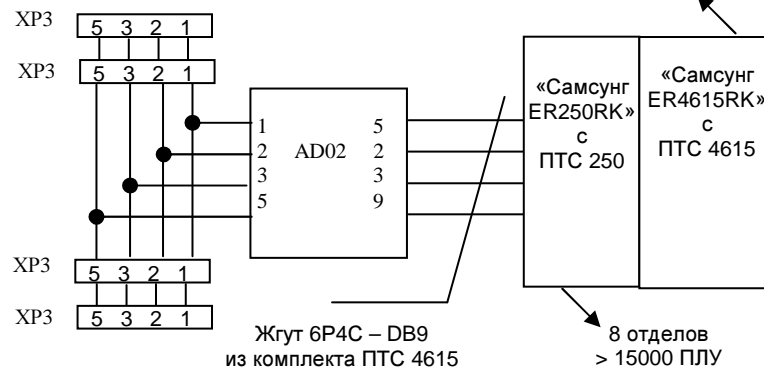 XP3 5 3 2 1
XP3 5 3 2 1
1 5
2 AD02 2
3 3
5 9
«Самсунг
ER250RK»
с
ПТС 250
«Самсунг
ER4615RK»
с
ПТС 4615
XP3 5 3 2 1
XP3 5 3 2 1
Жгут 6P4C – DB9
из комплекта ПТС 4615
8 отделов
> 15000 ПЛУ